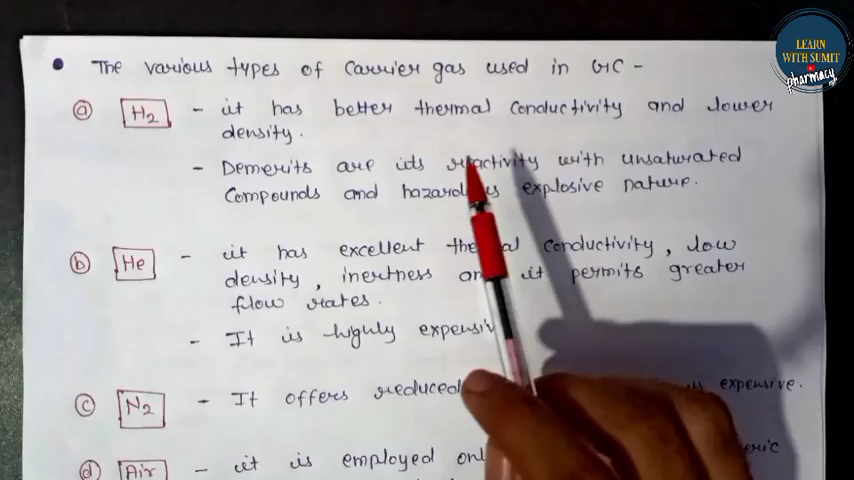 LEARN
WITH SUMIT
pharmacy
• The various types of carrier gas used in GC -
ⓐ H2 - it has better thermal conductivity and lower
density.
- Demerits are its reactivity with unsaturated
compounds and hazardous explosive nature.
ⓑ He - it has excellent thermal conductivity, low
density, inertness and it permits greater
flow rates.
- It is highly expensive
ⓒ N2 - It offers reduced expensive.
ⓓ Air - it is employed only